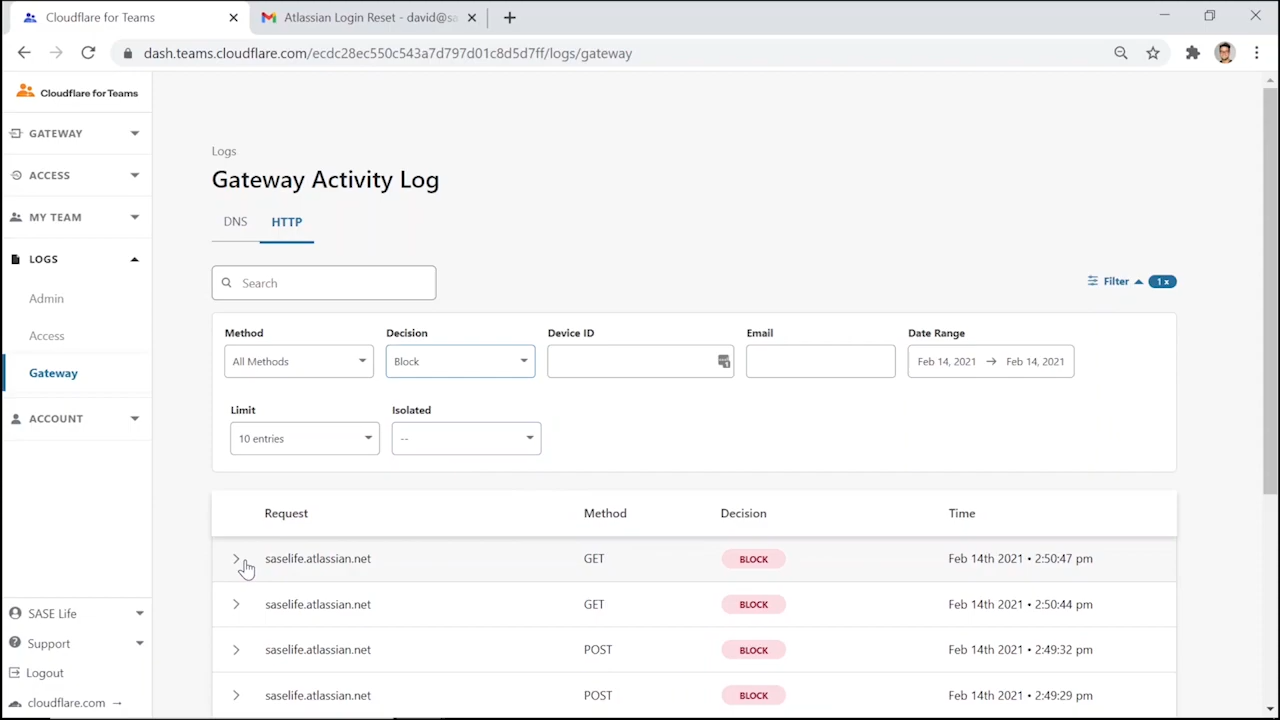 Cloudflare for Teams
Atlassian Login Reset - david@sa
dash.teams.cloudflare.com/ecdc28ec550c543a7d797d01c8d5d7ff/logs/gateway
Cloudflare for Teams
GATEWAY
ACCESS
MY TEAM
LOGS
Admin
Access
Gateway
ACCOUNT
SASE Life
Support
Logout
cloudflare.com →
Logs
Gateway Activity Log
DNS HTTP
Search
Filter 1 x
Method Decision Device ID Email Date Range
All Methods Block Feb 14, 2021 → Feb 14, 2021
Limit Isolated
10 entries --
Request Method Decision Time
saselife.atlassian.net GET BLOCK Feb 14th 2021 • 2:50:47 pm
saselife.atlassian.net GET BLOCK Feb 14th 2021 • 2:50:44 pm
saselife.atlassian.net POST BLOCK Feb 14th 2021 • 2:49:32 pm
saselife.atlassian.net POST BLOCK Feb 14th 2021 • 2:49:29 pm